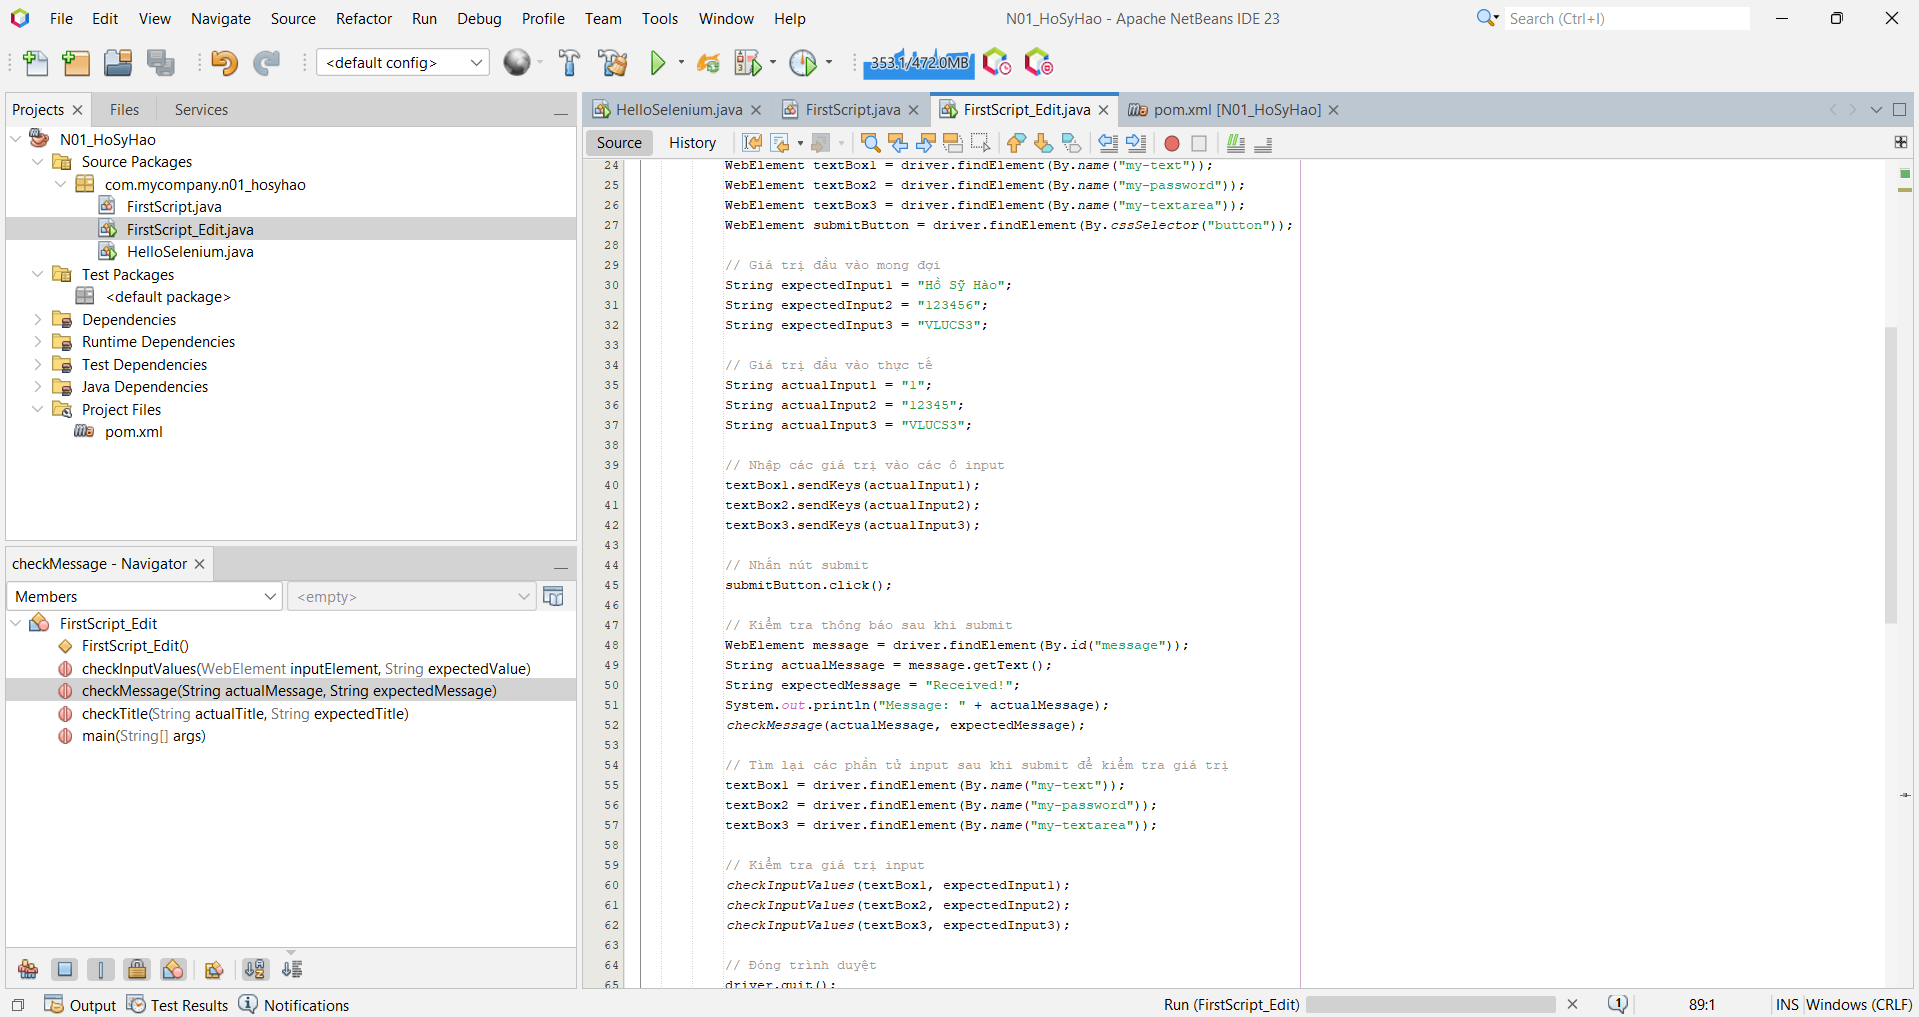 File Edit View Navigate Source Refactor Run Debug Profile Team Tools Window Help
N01_HoSyHao - Apache NetBeans IDE 23
Search (Ctrl+I)
<default config>
353.1/472.0MB
Projects
Files
Services
N01_HoSyHao
Source Packages
com.mycompany.n01_hosyhao
FirstScript.java
FirstScript_Edit.java
HelloSelenium.java
Test Packages
<default package>
Dependencies
Runtime Dependencies
Test Dependencies
Java Dependencies
Project Files
pom.xml
checkMessage - Navigator
Members
<empty>
FirstScript_Edit
FirstScript_Edit()
checkInputValues(WebElement inputElement, String expectedValue)
checkMessage(String actualMessage, String expectedMessage)
checkTitle(String actualTitle, String expectedTitle)
main(String[] args)
HelloSelenium.java
FirstScript.java
FirstScript_Edit.java
pom.xml [N01_HoSyHao]
Source
History
24 WebElement textBox1 = driver.findElement(By.name("my-text"));
25 WebElement textBox2 = driver.findElement(By.name("my-password"));
26 WebElement textBox3 = driver.findElement(By.name("my-textarea"));
27 WebElement submitButton = driver.findElement(By.cssSelector("button"));
28
29 // Giá trị đầu vào mong đợi
30 String expectedInput1 = "Hồ Sỹ Hào";
31 String expectedInput2 = "123456";
32 String expectedInput3 = "VLUCS3";
33
34 // Giá trị đầu vào thực tế
35 String actualInput1 = "1";
36 String actualInput2 = "12345";
37 String actualInput3 = "VLUCS3";
38
39 // Nhập các giá trị vào các ô input
40 textBox1.sendKeys(actualInput1);
41 textBox2.sendKeys(actualInput2);
42 textBox3.sendKeys(actualInput3);
43
44 // Nhấn nút submit
45 submitButton.click();
46
47 // Kiểm tra thông báo sau khi submit
48 WebElement message = driver.findElement(By.id("message"));
49 String actualMessage = message.getText();
50 String expectedMessage = "Received!";
51 System.out.println("Message: " + actualMessage);
52 checkMessage(actualMessage, expectedMessage);
53
54 // Tìm lại các phần tử input sau khi submit để kiểm tra giá trị
55 textBox1 = driver.findElement(By.name("my-text"));
56 textBox2 = driver.findElement(By.name("my-password"));
57 textBox3 = driver.findElement(By.name("my-textarea"));
58
59 // Kiểm tra giá trị input
60 checkInputValues(textBox1, expectedInput1);
61 checkInputValues(textBox2, expectedInput2);
62 checkInputValues(textBox3, expectedInput3);
63
64 // Đóng trình duyệt
65 driver.quit();
Output
Test Results
Notifications
Run (FirstScript_Edit)
1
89:1
INS
Windows (CRLF)